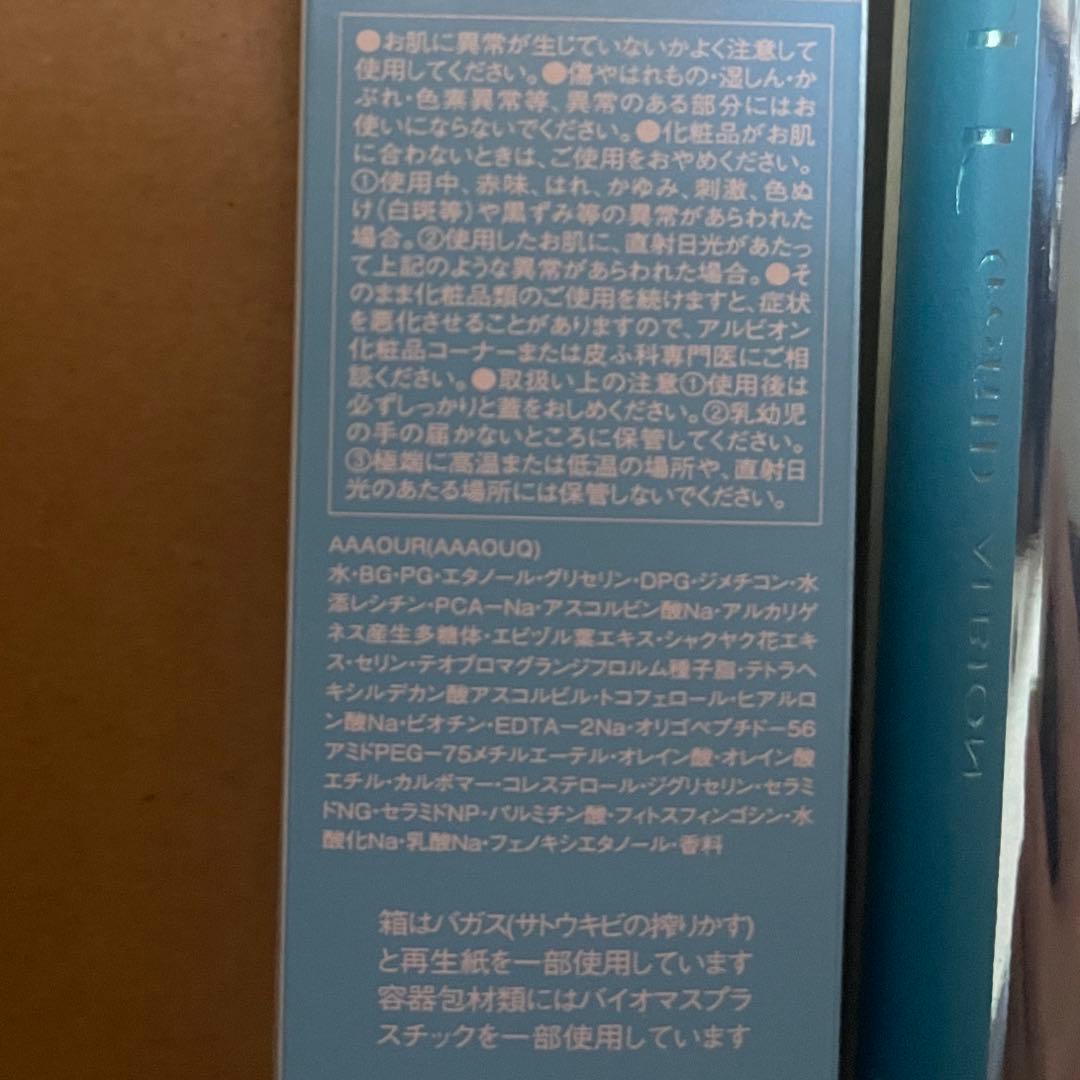 ●お肌に異常が生じていないかよく注意して
使用してください。●傷やはれもの・湿しん・か
ぶれ・色素異常等、異常のある部分にはお
使いにならないでください。●化粧品がお肌
に合わないときは、ご使用をおやめください。
①使用中、赤味、はれ、かゆみ、刺激、色ぬ
け(白斑等)や黒ずみ等の異常があらわれた
場合。②使用したお肌に、直射日光があたっ
て上記のような異常があらわれた場合。●そ
のまま化粧品類のご使用を続けますと、症状
を悪化させることがありますので、アルビオン
化粧品コーナーまたは皮ふ科専門医にご相
談ください。●取扱い上の注意①使用後は
必ずしっかりと蓋をおしめください。②乳幼児
の手の届かないところに保管してください。
③極端に高温または低温の場所や、直射日
光のあたる場所には保管しないでください。
AAAOUR(AAAOUQ)
水・BG・PG・エタノール・グリセリン・DPG・ジメチコン・水
添レシチン・PCA－Na・アスコルビン酸Na・アルカリゲ
ネス産生多糖体・エビヅル葉エキス・シャクヤク花エキ
ス・セリン・テオブロマグランジフロルム種子脂・テトラヘ
キシルデカン酸アスコルビル・トコフェロール・ヒアルロ
ン酸Na・ビオチン・EDTA－2Na・オリゴペプチド－56
アミドPEG－75メチルエーテル・オレイン酸・オレイン酸
エチル・カルボマー・コレステロール・ジグリセリン・セラミ
ドNG・セラミドNP・パルミチン酸・フィトスフィンゴシン・水
酸化Na・乳酸Na・フェノキシエタノール・香料
箱はバガス(サトウキビの搾りかす)
と再生紙を一部使用しています
容器包材類にはバイオマスプラ
スチックを一部使用しています